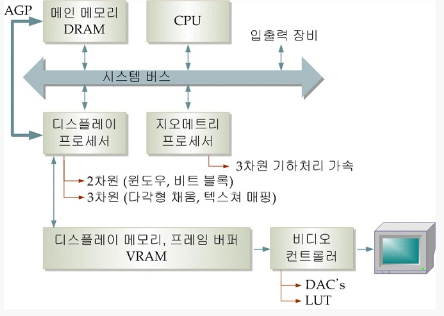 AGP
메인 메모리
DRAM
CPU
입출력 장비
시스템 버스
디스플레이
프로세서
지오메트리
프로세서
3차원 기하처리 가속
2차원 (윈도우, 비트 블록)
3차원 (다각형 채움, 텍스쳐 매핑)
디스플레이 메모리, 프레임 버퍼
VRAM
비디오
컨트롤러
DAC's
LUT